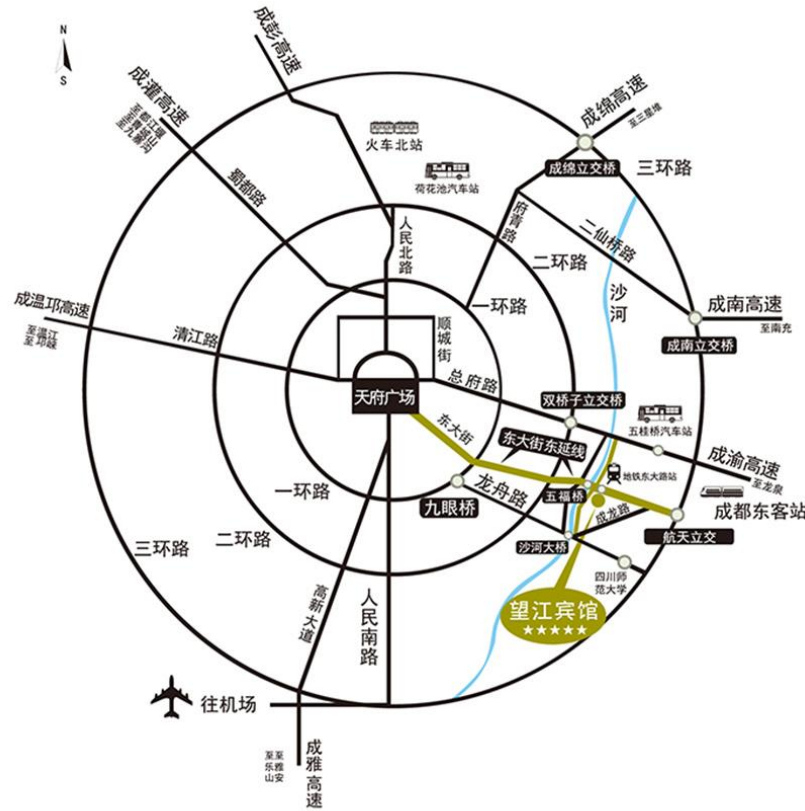 N
S
成彭高速
成灌高速
至都江堰
至青城山
至九寨沟
火车北站
荷花池汽车站
成绵高速
至三星堆
成绵立交桥
三环路
蜀都路
人民北路
府青路
二仙桥路
二环路
沙河
一环路
成温邛高速
至温江
至邛崃
清江路
顺城街
成南高速
至南充
成南立交桥
天府广场
总府路
双桥子立交桥
东大街
五桂桥汽车站
东大街东延线
成渝高速
至龙泉
地铁东大路站
五福桥
龙舟路
九眼桥
成龙路
成都东客站
航天立交
沙河大桥
四川师
范大学
一环路
二环路
三环路
高新大道
人民南路
望江宾馆
★★★★★
往机场
至雅安
至乐山
成雅高速